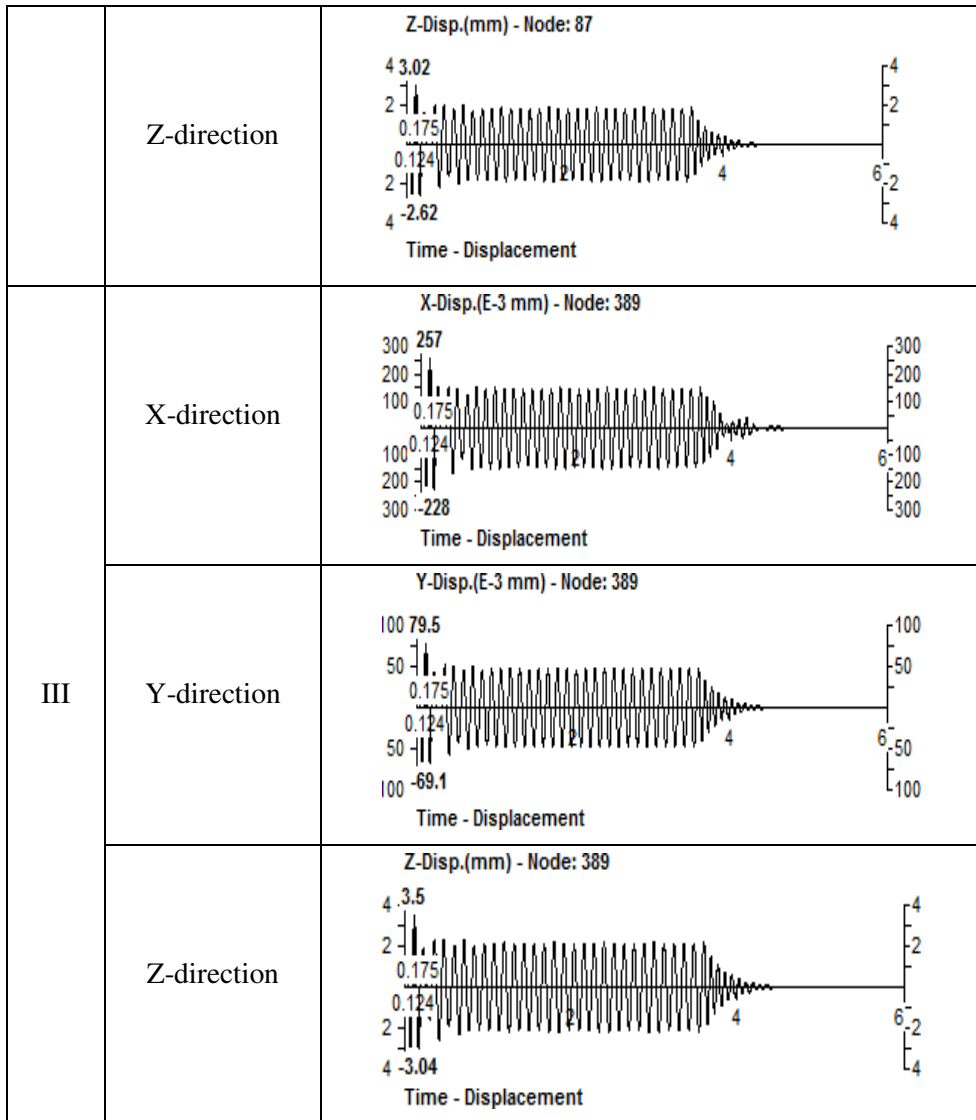 Z-direction
Z-Disp.(mm) - Node: 87
4 3.02 4
2 2
0.175
0.124 2 4 6
2 -2
4 -2.62 -4
Time - Displacement
III
X-direction
X-Disp.(E-3 mm) - Node: 389
300 257 300
200 200
100 0.175 100
100 0.124 2 4 6 -100
200 -200
300 -228 -300
Time - Displacement
Y-direction
Y-Disp.(E-3 mm) - Node: 389
100 79.5 100
50 50
0.175
0.124 2 4 6
50 -50
100 -69.1 -100
Time - Displacement
Z-direction
Z-Disp.(mm) - Node: 389
4 3.5 4
2 2
0.175
0.124 2 4 6
2 -2
4 -3.04 -4
Time - Displacement